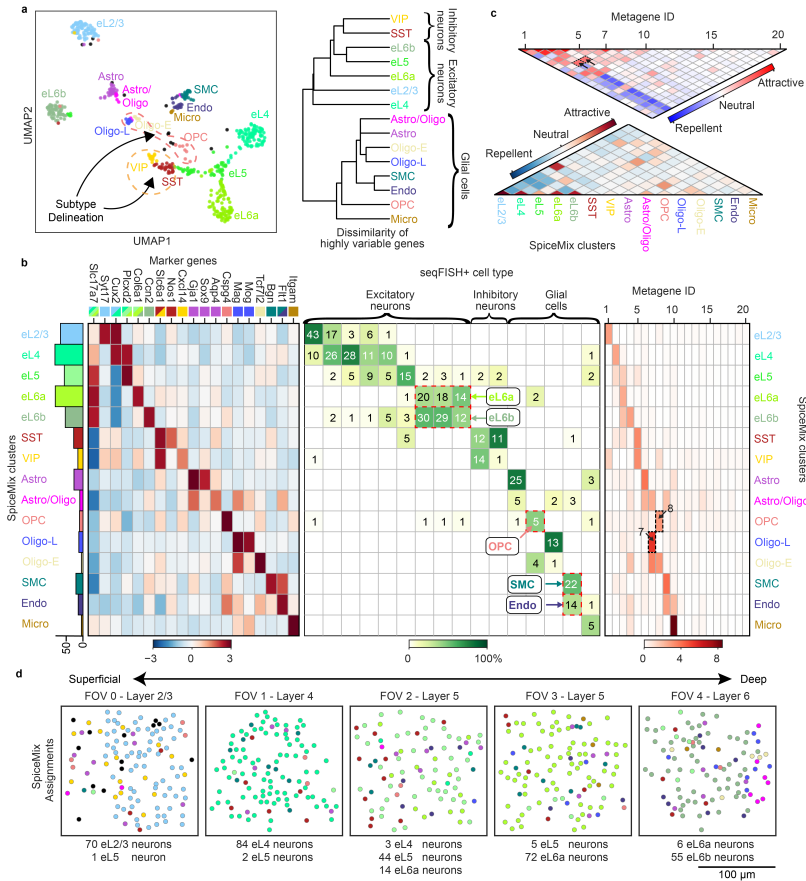 a
UMAP2
UMAP1
eL2/3
eL6b
Astro
Astro/
Oligo
SMC
Endo
Micro
Oligo-L
Oligo-E
OPC
VIP
SST
eL4
eL5
eL6a
Subtype
Delineation
VIP
SST
eL6b
eL5
eL6a
eL2/3
eL4
Astro/Oligo
Astro
Oligo-E
Oligo-L
SMC
Endo
OPC
Micro
Inhibitory
neurons
Excitatory
neurons
Glial cells
Dissimilarity of
highly variable genes
c
Metagene ID
1 5 7 10 20
Attractive
Neutral
Repellent
Attractive
Neutral
Repellent
eL2/3
eL4
eL5
eL6a
eL6b
SST
VIP
Astro
Astro/Oligo
OPC
Oligo-L
Oligo-E
SMC
Endo
Micro
SpiceMix clusters
b
Marker genes
Slc17a7
Syt17
Cux2
Plcxd2
Col6a1
Ccn2
Slc6a1
Nos1
Cxcl14
Gja1
Sox9
Aqp4
Cspg4
Mag
Mog
Tcf7l2
Bgn
Flt1
Itgam
seqFISH+ cell type
Excitatory
neurons
Inhibitory
neurons
Glial
cells
Metagene ID
1 5 10 15 20
SpiceMix clusters
eL2/3 43 17 3 6 1 eL2/3
eL4 10 26 28 11 10 1 1 eL4
eL5 2 5 9 5 15 2 3 1 2 2 2 eL5
eL6a 1 20 18 14 eL6a 2 eL6a
eL6b 2 1 1 5 3 30 29 12 eL6b eL6b
SST 5 12 11 1 SST
VIP 1 14 1 VIP
Astro 25 3 Astro
Astro/Oligo 5 2 3 Astro/Oligo
OPC 1 1 1 1 1 5 1 8 OPC
Oligo-L OPC 13 7 Oligo-L
Oligo-E 4 1 Oligo-E
SMC SMC 22 SMC
Endo Endo 14 1 Endo
Micro 5 Micro
SpiceMix clusters
50 0
−3 0 3
0 100%
0 4 8
d
Superficial Deep
FOV 0 - Layer 2/3
FOV 1 - Layer 4
FOV 2 - Layer 5
FOV 3 - Layer 5
FOV 4 - Layer 6
SpiceMix
Assignments
70 eL2/3 neurons
1 eL5 neuron
84 eL4 neurons
2 eL5 neurons
3 eL4 neurons
44 eL5 neurons
14 eL6a neurons
5 eL5 neurons
72 eL6a neurons
6 eL6a neurons
55 eL6b neurons
100 µm